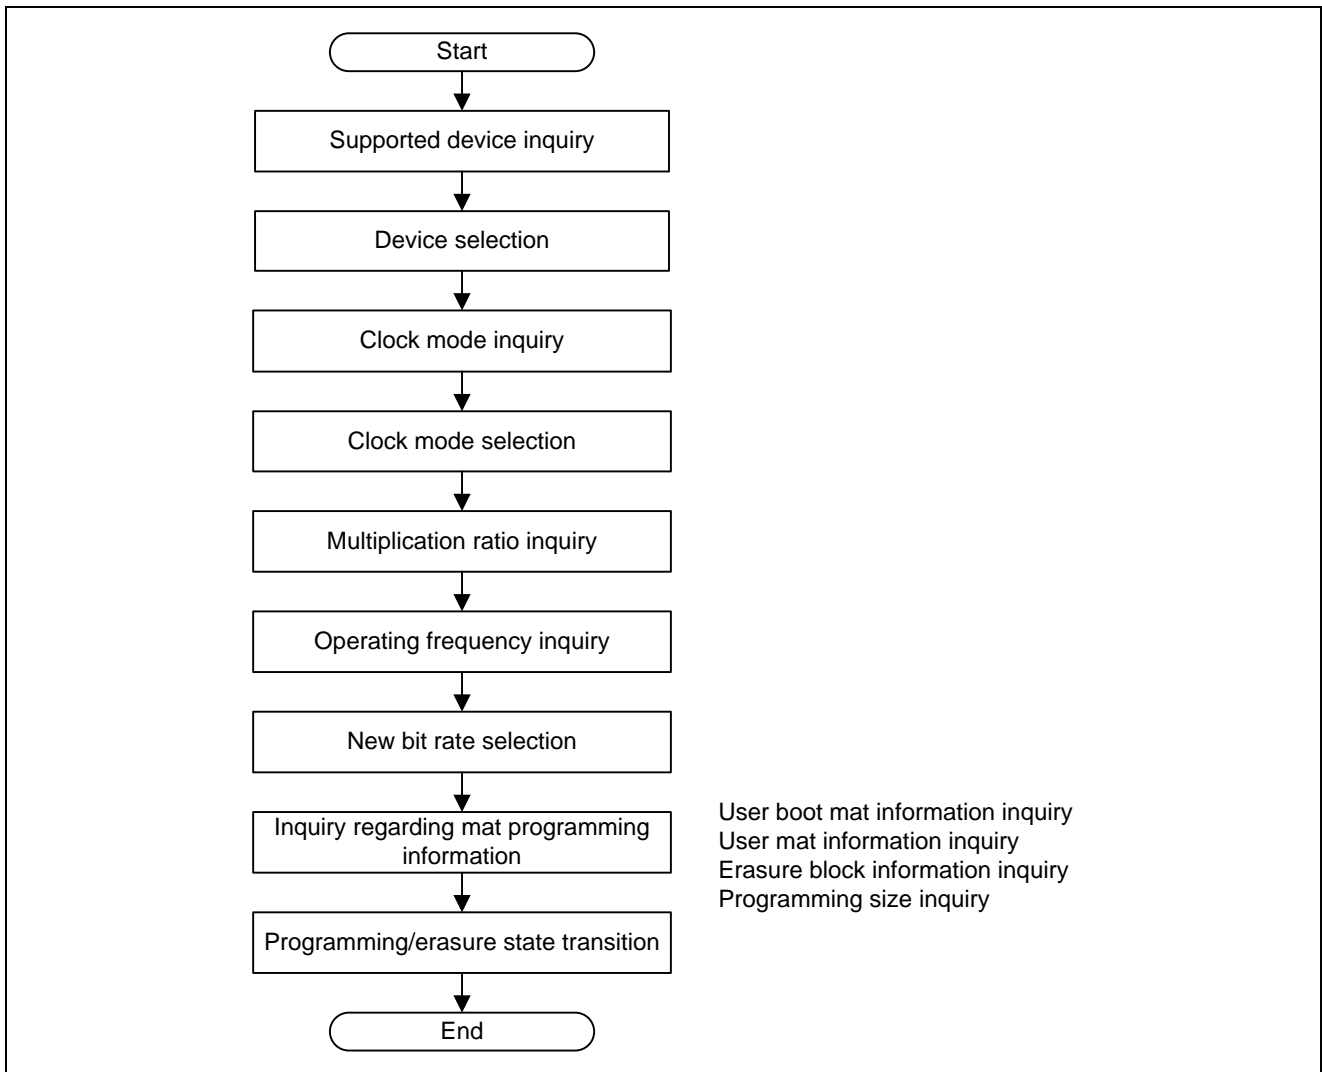 Start
Supported device inquiry
Device selection
Clock mode inquiry
Clock mode selection
Multiplication ratio inquiry
Operating frequency inquiry
New bit rate selection
Inquiry regarding mat programming
information
User boot mat information inquiry
User mat information inquiry
Erasure block information inquiry
Programming size inquiry
Programming/erasure state transition
End